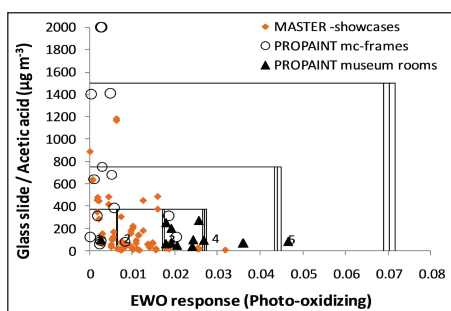 MASTER -showcases
PROPAINT mc-frames
PROPAINT museum rooms
Glass slide / Acetic acid (µg m-3)
2000
1800
1600
1400
1200
1000
800
600
400
200
0
2
3
4
5
0 0.01 0.02 0.03 0.04 0.05 0.06 0.07 0.08
EWO response (Photo-oxidizing)